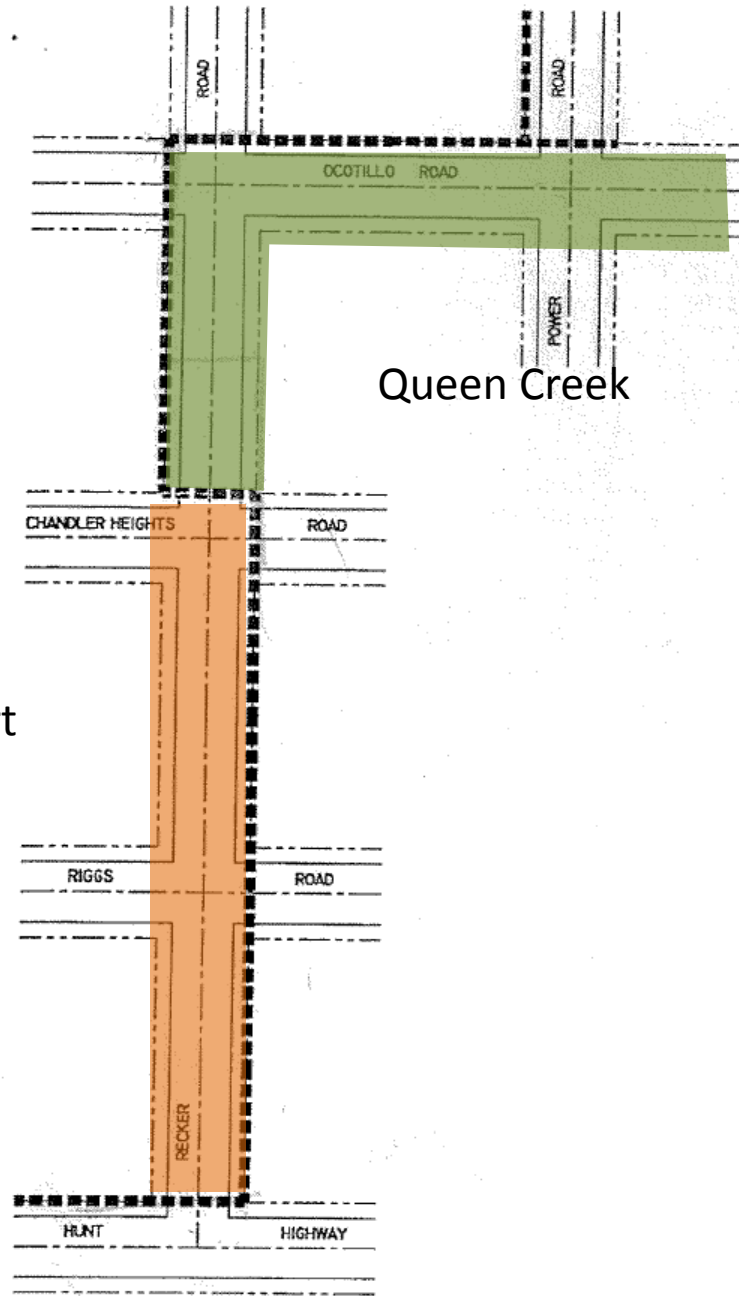 ROAD
ROAD
OCOTILLO ROAD
POWER
Queen Creek
CHANDLER HEIGHTS
ROAD
RIGGS
ROAD
RECKER
HUNT
HIGHWAY